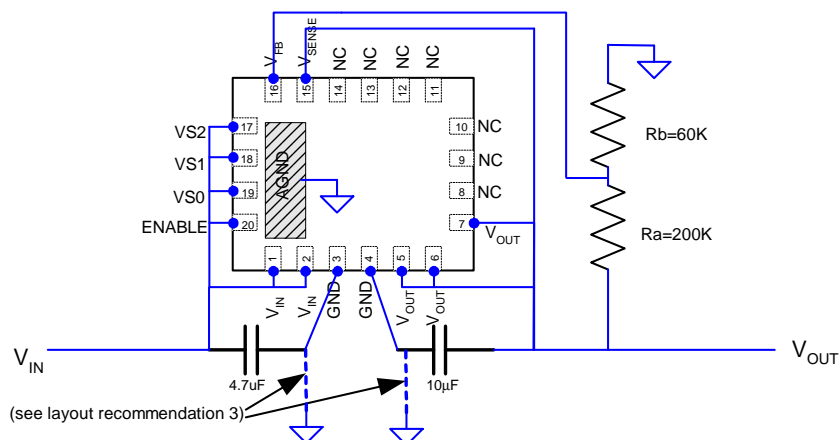 VFB
VSENSE
NC
NC
NC
NC
16
15
14
13
12
11
VS2
17
10
NC
VS1
18
AGND
9
NC
VS0
19
8
NC
ENABLE
20
7
VOUT
1
2
3
4
5
6
VIN
VIN
GND
GND
VOUT
VOUT
Rb=60K
Ra=200K
VIN
4.7uF
10µF
VOUT
(see layout recommendation 3)